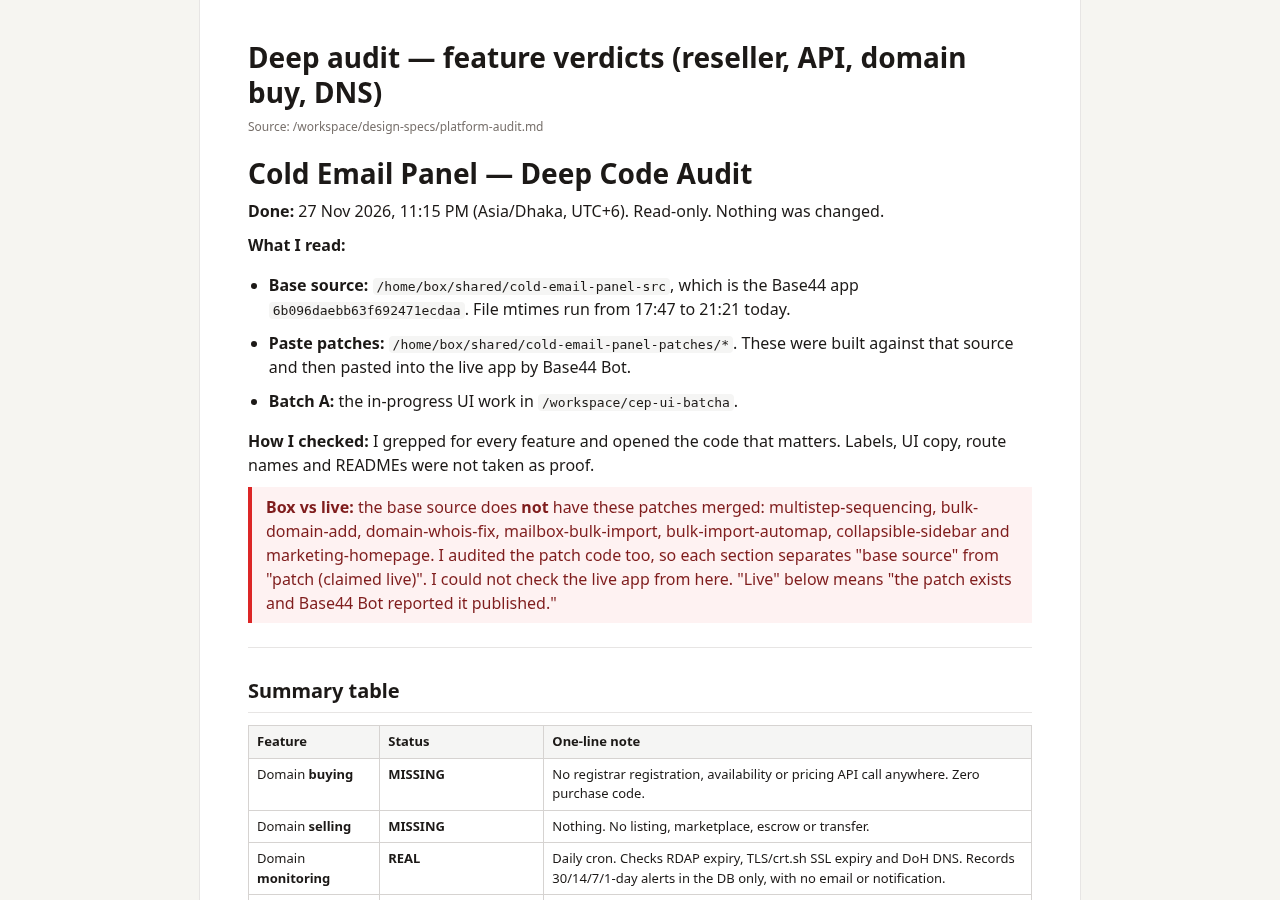 Deep audit — feature verdicts (reseller, API, domain
buy, DNS)
Source: /workspace/design-specs/platform-audit.md
Cold Email Panel — Deep Code Audit
Done: 27 Nov 2026, 11:15 PM (Asia/Dhaka, UTC+6). Read-only. Nothing was changed.
What I read:
• Base source: /home/box/shared/cold-email-panel-src, which is the Base44 app
6b096daebb63f692471ecdaa. File mtimes run from 17:47 to 21:21 today.
• Paste patches: /home/box/shared/cold-email-panel-patches/*. These were built against that source
and then pasted into the live app by Base44 Bot.
• Batch A: the in-progress UI work in /workspace/cep-ui-batcha.
How I checked: I grepped for every feature and opened the code that matters. Labels, UI copy, route
names and READMEs were not taken as proof.
Box vs live: the base source does not have these patches merged: multistep-sequencing, bulk-
domain-add, domain-whois-fix, mailbox-bulk-import, bulk-import-automap, collapsible-sidebar and
marketing-homepage. I audited the patch code too, so each section separates "base source" from
"patch (claimed live)". I could not check the live app from here. "Live" below means "the patch exists
and Base44 Bot reported it published."
Summary table
Feature Status One-line note
Domain buying MISSING No registrar registration, availability or pricing API call anywhere. Zero
purchase code.
Domain selling MISSING Nothing. No listing, marketplace, escrow or transfer.
Domain REAL Daily cron. Checks RDAP expiry, TLS/crt.sh SSL expiry and DoH DNS. Records
monitoring 30/14/7/1-day alerts in the DB only, with no email or notification.